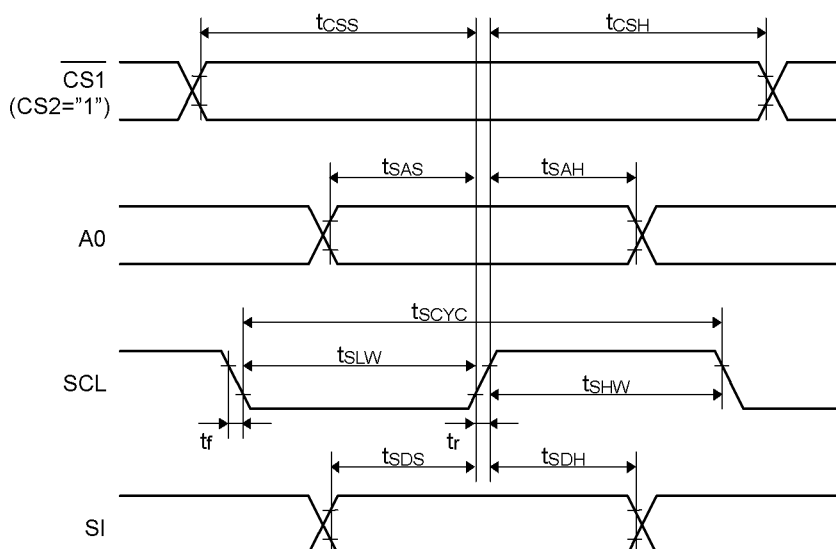 tCSS tCSH
CS1
(CS2="1")
tSAS tSAH
A0
tSCYC
tSLW
SCL
tSHW
tf tr
tSDS tSDH
SI